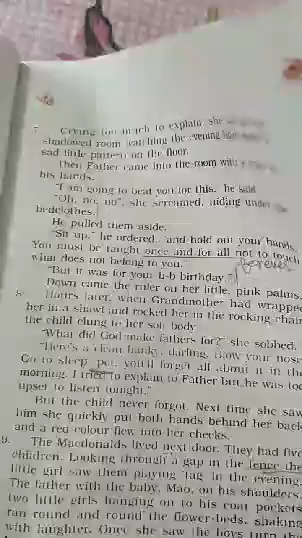 7. Crying too much to explain, she
shadowed room watching the evening light
sad little pattern on the floor.
Then Father came into the room with a
his hands.
"I am going to beat you for this," he said.
"Oh, no, no", she screamed, hiding under the
bedclothes.
He pulled them aside.
"Sit up," he ordered, "and hold out your hands.
You must be taught once and for all not to touch
what does not belong to you."
forever
"But it was for your b-b birthday."
Down came the ruler on her little, pink palms.
8. Hours later, when Grandmother had wrapped
her in a shawl and rocked her in the rocking-chair
the child clung to her soft body.
"What did God make fathers for?" she sobbed.
"Here's a clean hanky, darling. Blow your nose
Go to sleep pet, you'll forget all about it in the
morning. I tried to explain to Father but he was too
upset to listen tonight."
But the child never forgot. Next time she saw
him she quickly put both hands behind her back
and a red colour flew into her cheeks.
9. The Macdonalds lived next door. They had five
children. Looking through a gap in the fence the
little girl saw them playing 'tag' in the evening.
The father with the baby, Mao, on his shoulders,
two little girls hanging on to his coat pockets
ran round and round the flower-beds, shaking
with laughter. Once she saw the boys turn the